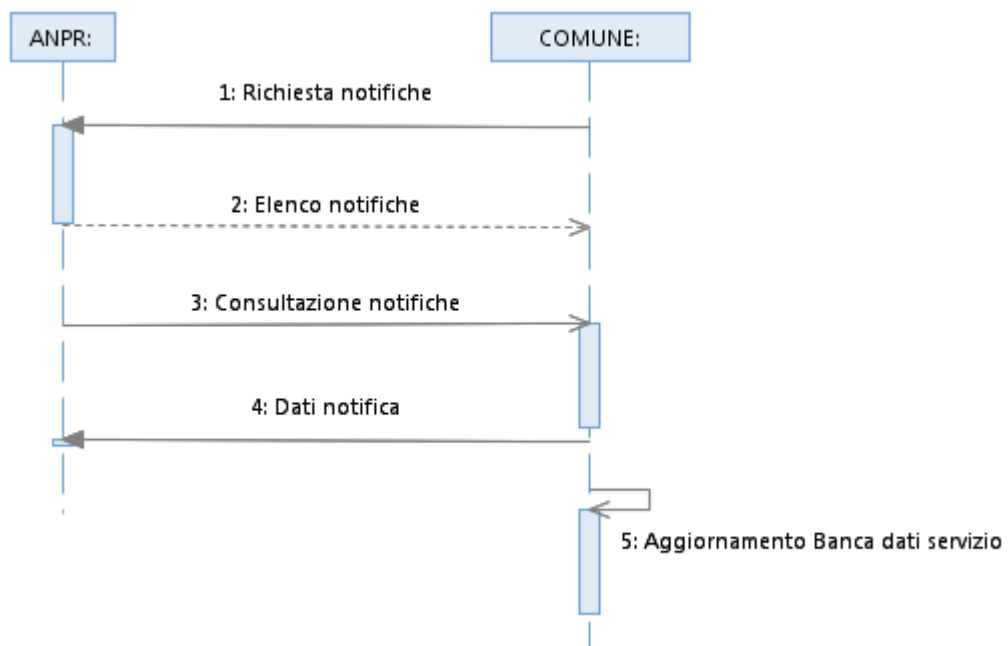 ANPR:
COMUNE:
1: Richiesta notifiche
2: Elenco notifiche
3: Consultazione notifiche
4: Dati notifica
5: Aggiornamento Banca dati servizio